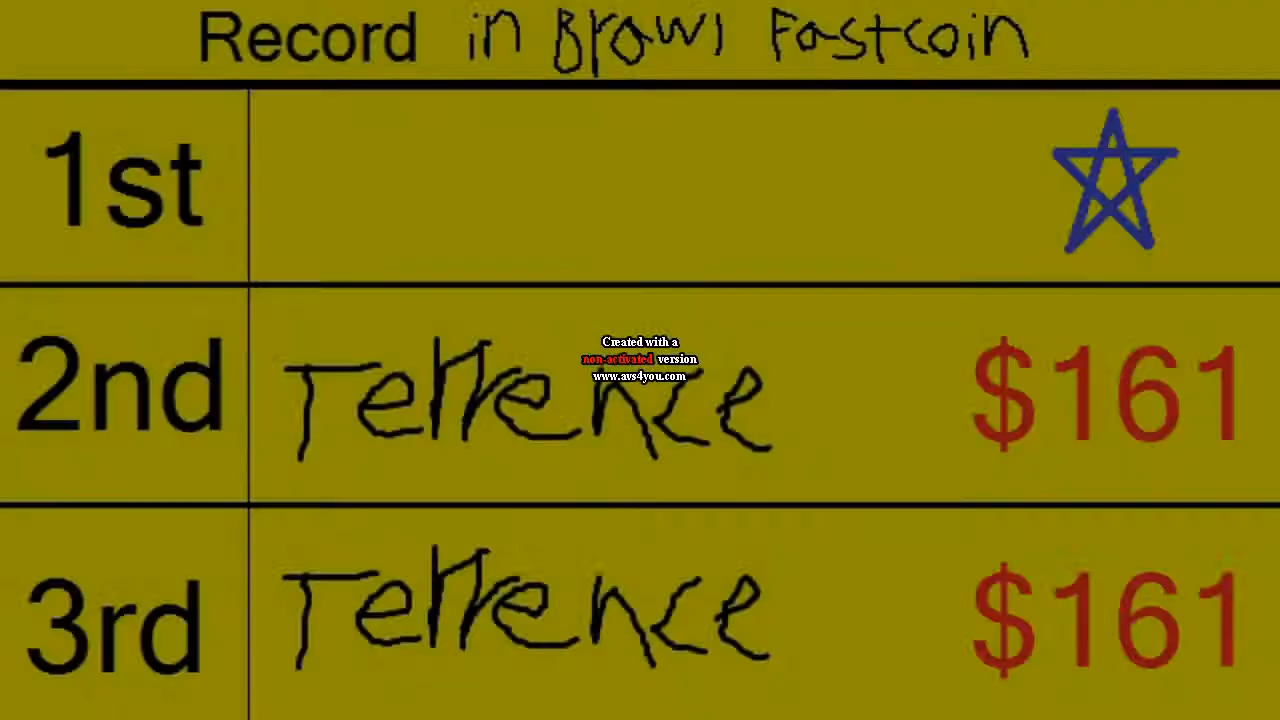 Record in Brawl Fastcoin
1st
2nd Terrence $161
Created with a
non-activated version
www.avs4you.com
3rd Terrence $161